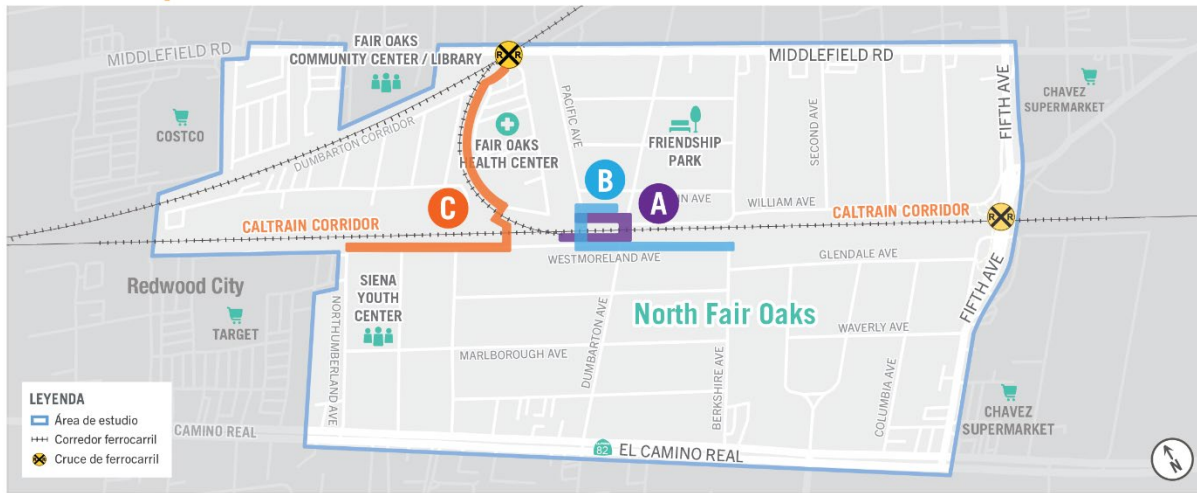 MIDDLEFIELD RD
FAIR OAKS
COMMUNITY CENTER / LIBRARY
R R
MIDDLEFIELD RD
FIFTH AVE
CHAVEZ
SUPERMARKET
COSTCO
DUMBARTON CORRIDOR
FAIR OAKS
HEALTH CENTER
PACIFIC AVE
FRIENDSHIP
PARK
SECOND AVE
B
A
C
IN AVE
WILLIAM AVE
CALTRAIN CORRIDOR
CALTRAIN CORRIDOR
R R
WESTMORELAND AVE
GLENDALE AVE
Redwood City
TARGET
NORTHUMBERLAND AVE
SIENA
YOUTH
CENTER
MARLBOROUGH AVE
DUMBARTON AVE
North Fair Oaks
BERKSHIRE AVE
WAVERLY AVE
COLUMBIA AVE
FIFTH AVE
CHAVEZ
SUPERMARKET
LEYENDA
Área de estudio
Corredor ferrocarril
Cruce de ferrocarril
CAMINO REAL
82 EL CAMINO REAL
N